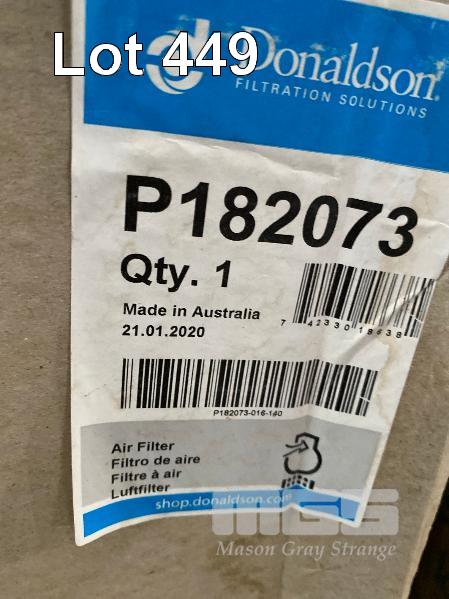 Lot 449
Donaldson
FILTRATION SOLUTIONS
P182073
Qty. 1
Made in Australia
21.01.2020
P182073-016-140
Air Filter
Filtro de aire
Filtre à air
Luftfilter
shop.donaldson.com
MGS
Mason Gray Strange